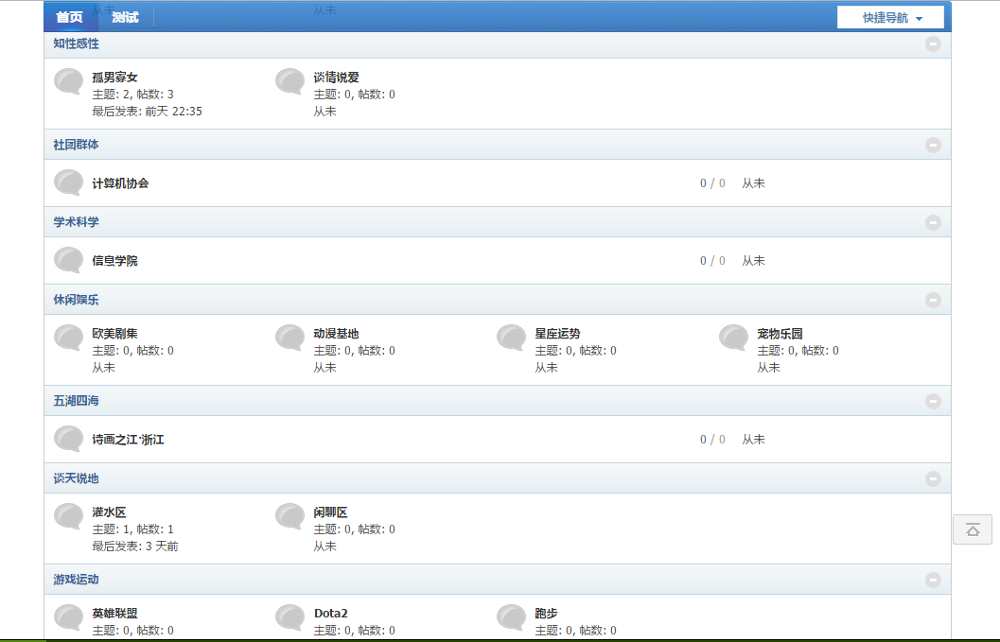 从未 从未
首页 测试 快捷导航
知性感性
孤男寡女 谈情说爱
主题: 2, 帖数: 3 主题: 0, 帖数: 0
最后发表: 前天 22:35 从未
社团群体
计算机协会 0 / 0 从未
学术科学
信息学院 0 / 0 从未
休闲娱乐
欧美剧集 动漫基地 星座运势 宠物乐园
主题: 0, 帖数: 0 主题: 0, 帖数: 0 主题: 0, 帖数: 0 主题: 0, 帖数: 0
从未 从未 从未 从未
五湖四海
诗画之江·浙江 0 / 0 从未
谈天说地
灌水区 闲聊区
主题: 1, 帖数: 1 主题: 0, 帖数: 0
最后发表: 3 天前 从未
游戏运动
英雄联盟 Dota2 跑步
主题: 0, 帖数: 0 主题: 0, 帖数: 0 主题: 0, 帖数: 0